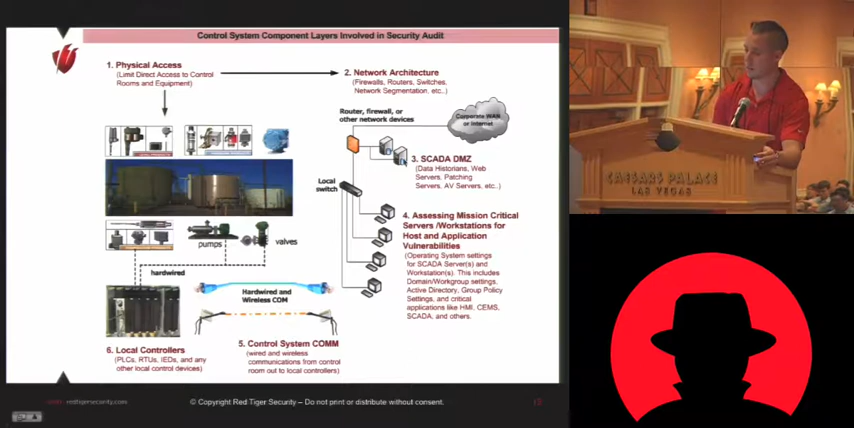 Control System Component Layers Involved in Security Audit
1. Physical Access
(Limit Direct Access to Control
Rooms and Equipment)
2. Network Architecture
(Firewalls, Routers, Switches,
Network Segmentation, etc..)
Router, firewall, or
other network devices
Corporate WAN
or Internet
3. SCADA DMZ
(Data Historians, Web
Servers, Patching
Servers, AV Servers, etc..)
Local
switch
4. Assessing Mission Critical
Servers /Workstations for
Host and Application
Vulnerabilities
(Operating System settings
for SCADA Server(s) and
Workstation(s). This includes
Domain/Workgroup settings,
Active Directory, Group Policy
Settings, and critical
applications like HMI, CEMS,
SCADA, and others.
pumps
valves
hardwired
Hardwired and
Wireless COM
6. Local Controllers
(PLCs, RTUs, IEDs, and any
other local control devices)
5. Control System COMM
(wired and wireless
communications from control
room out to local controllers)
redtigersecurity.com
© Copyright Red Tiger Security – Do not print or distribute without consent.
CAESARS PALACE
LAS VEGAS